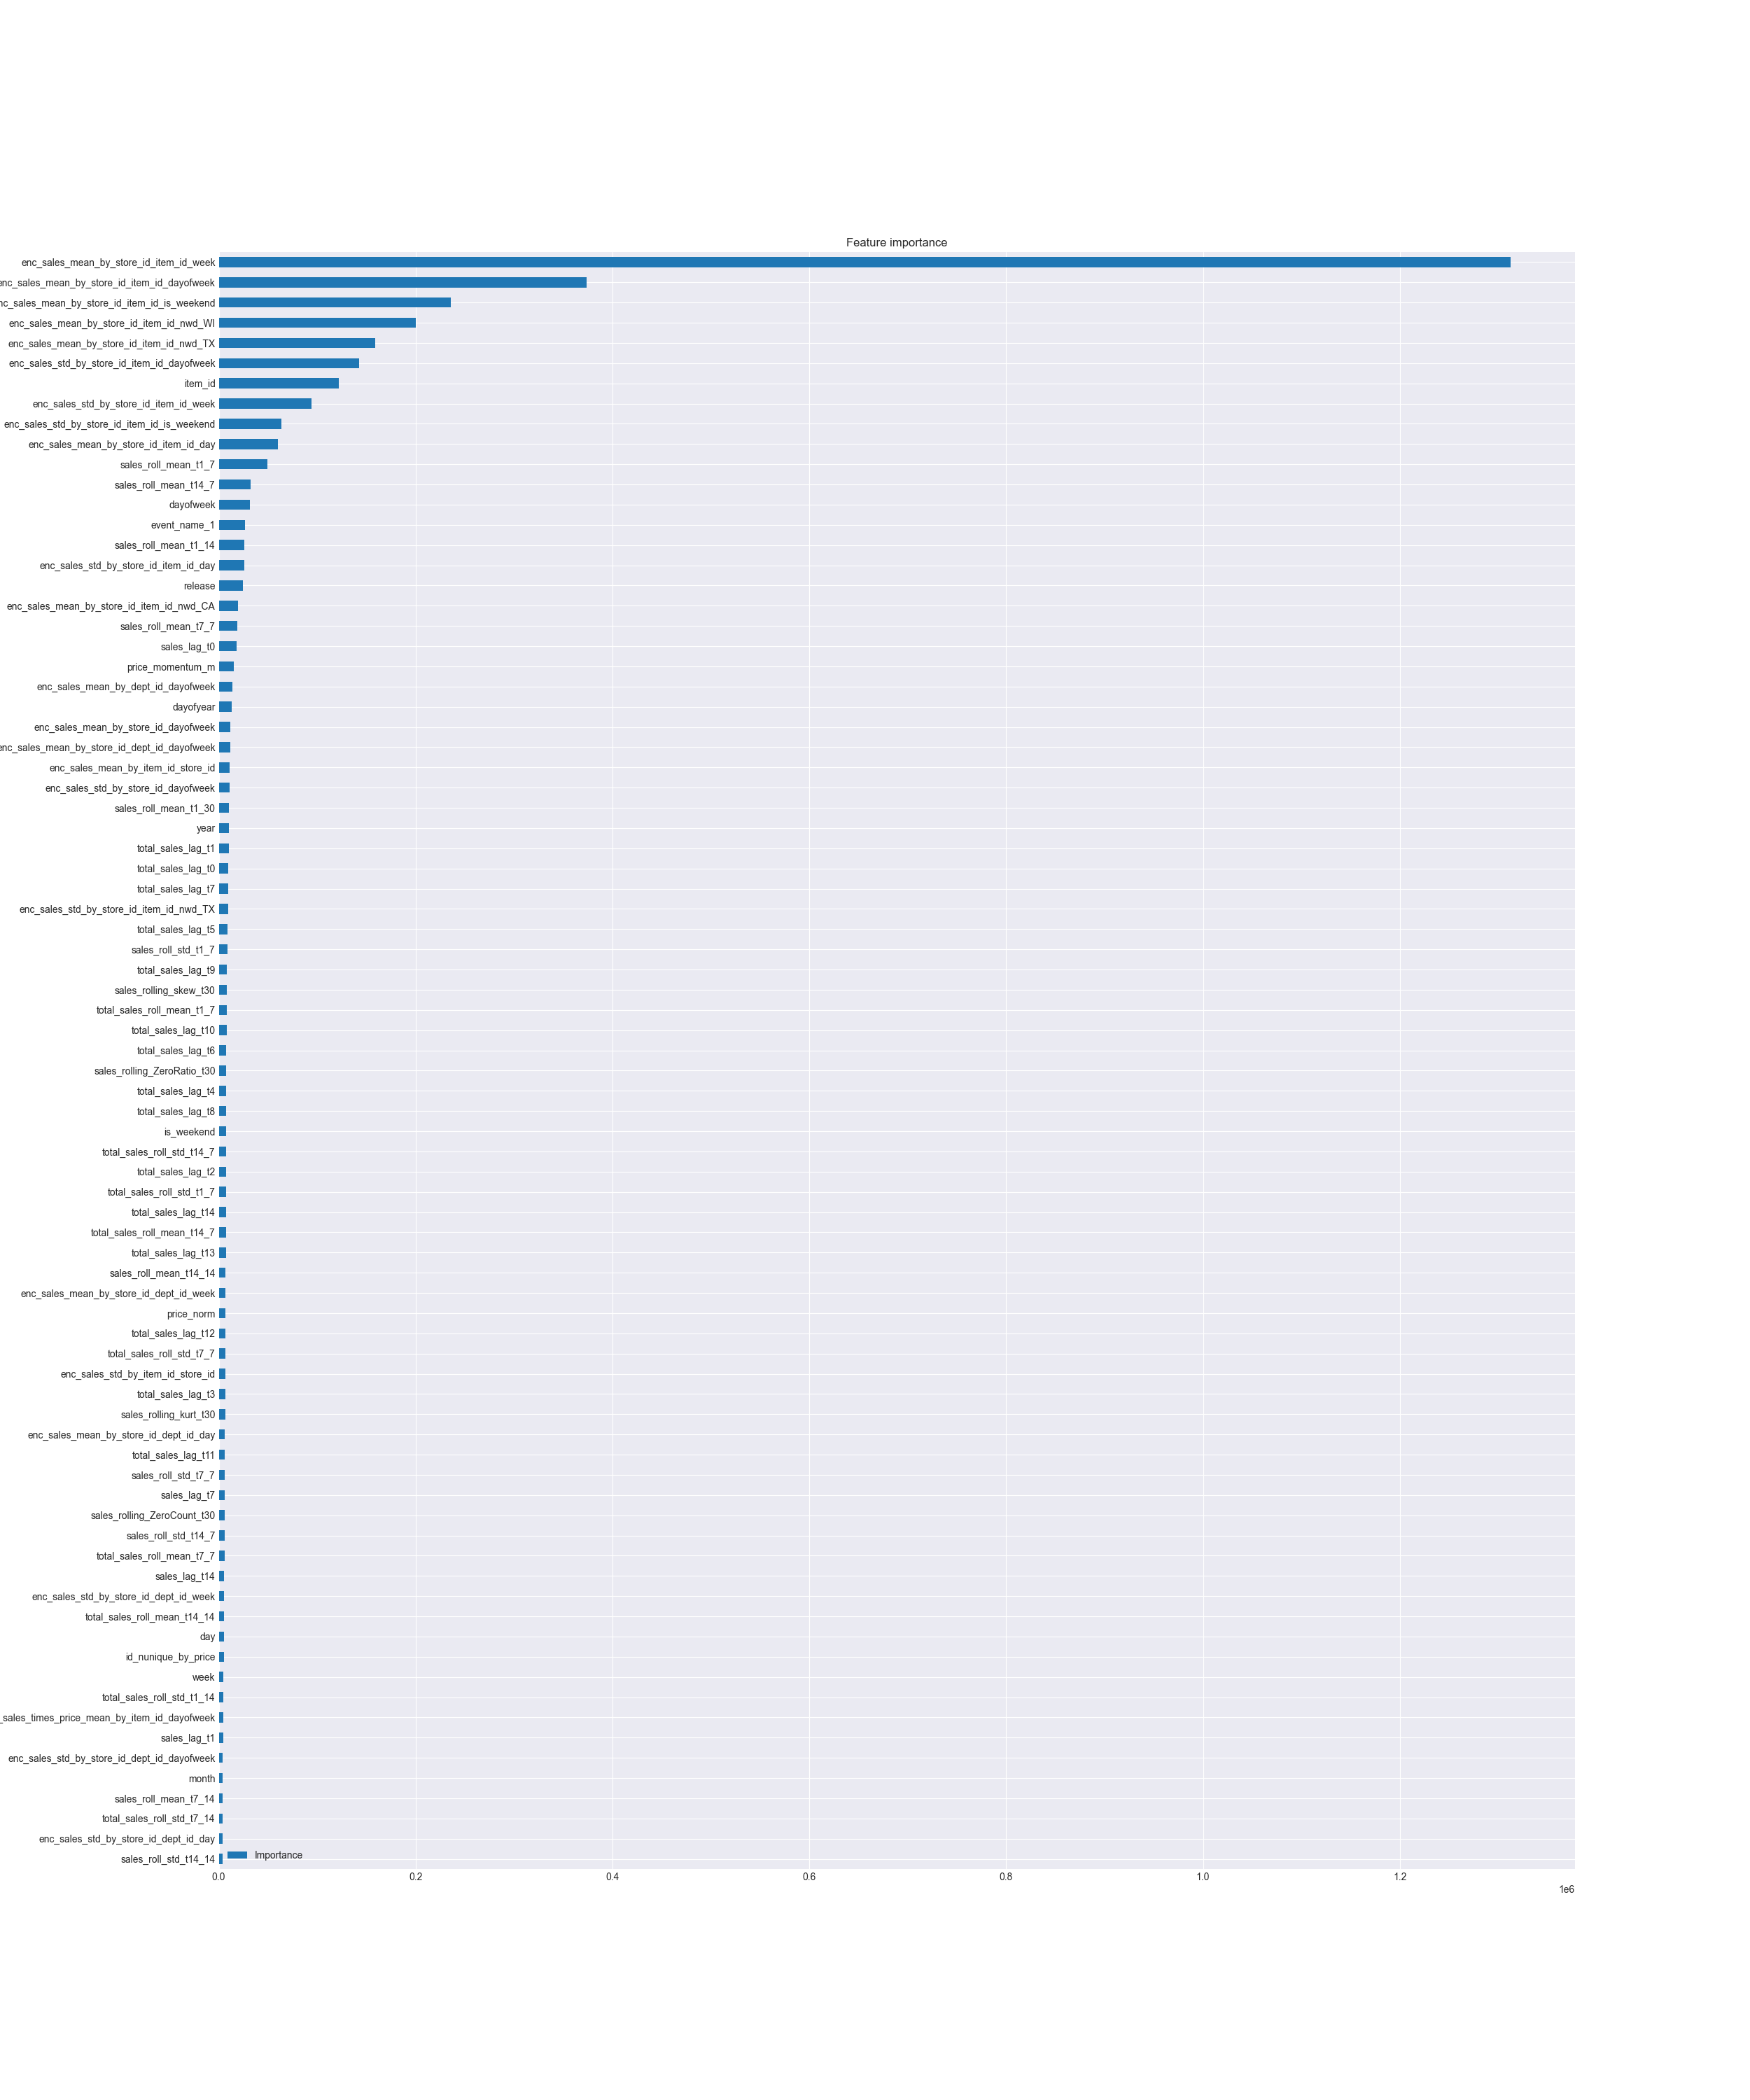 Feature importance
enc_sales_mean_by_store_id_item_id_week
enc_sales_mean_by_store_id_item_id_dayofweek
nc_sales_mean_by_store_id_item_id_is_weekend
enc_sales_mean_by_store_id_item_id_nwd_WI
enc_sales_mean_by_store_id_item_id_nwd_TX
enc_sales_std_by_store_id_item_id_dayofweek
item_id
enc_sales_std_by_store_id_item_id_week
enc_sales_std_by_store_id_item_id_is_weekend
enc_sales_mean_by_store_id_item_id_day
sales_roll_mean_t1_7
sales_roll_mean_t14_7
dayofweek
event_name_1
sales_roll_mean_t1_14
enc_sales_std_by_store_id_item_id_day
release
enc_sales_mean_by_store_id_item_id_nwd_CA
sales_roll_mean_t7_7
sales_lag_t0
price_momentum_m
enc_sales_mean_by_dept_id_dayofweek
dayofyear
enc_sales_mean_by_store_id_dayofweek
enc_sales_mean_by_store_id_dept_id_dayofweek
enc_sales_mean_by_item_id_store_id
enc_sales_std_by_store_id_dayofweek
sales_roll_mean_t1_30
year
total_sales_lag_t1
total_sales_lag_t0
total_sales_lag_t7
enc_sales_std_by_store_id_item_id_nwd_TX
total_sales_lag_t5
sales_roll_std_t1_7
total_sales_lag_t9
sales_rolling_skew_t30
total_sales_roll_mean_t1_7
total_sales_lag_t10
total_sales_lag_t6
sales_rolling_ZeroRatio_t30
total_sales_lag_t4
total_sales_lag_t8
is_weekend
total_sales_roll_std_t14_7
total_sales_lag_t2
total_sales_roll_std_t1_7
total_sales_lag_t14
total_sales_roll_mean_t14_7
total_sales_lag_t13
sales_roll_mean_t14_14
enc_sales_mean_by_store_id_dept_id_week
price_norm
total_sales_lag_t12
total_sales_roll_std_t7_7
enc_sales_std_by_item_id_store_id
total_sales_lag_t3
sales_rolling_kurt_t30
enc_sales_mean_by_store_id_dept_id_day
total_sales_lag_t11
sales_roll_std_t7_7
sales_lag_t7
sales_rolling_ZeroCount_t30
sales_roll_std_t14_7
total_sales_roll_mean_t7_7
sales_lag_t14
enc_sales_std_by_store_id_dept_id_week
total_sales_roll_mean_t14_14
day
id_nunique_by_price
week
total_sales_roll_std_t1_14
_sales_times_price_mean_by_item_id_dayofweek
sales_lag_t1
enc_sales_std_by_store_id_dept_id_dayofweek
month
sales_roll_mean_t7_14
total_sales_roll_std_t7_14
enc_sales_std_by_store_id_dept_id_day
sales_roll_std_t14_14
Importance
0.0 0.2 0.4 0.6 0.8 1.0 1.2
1e6